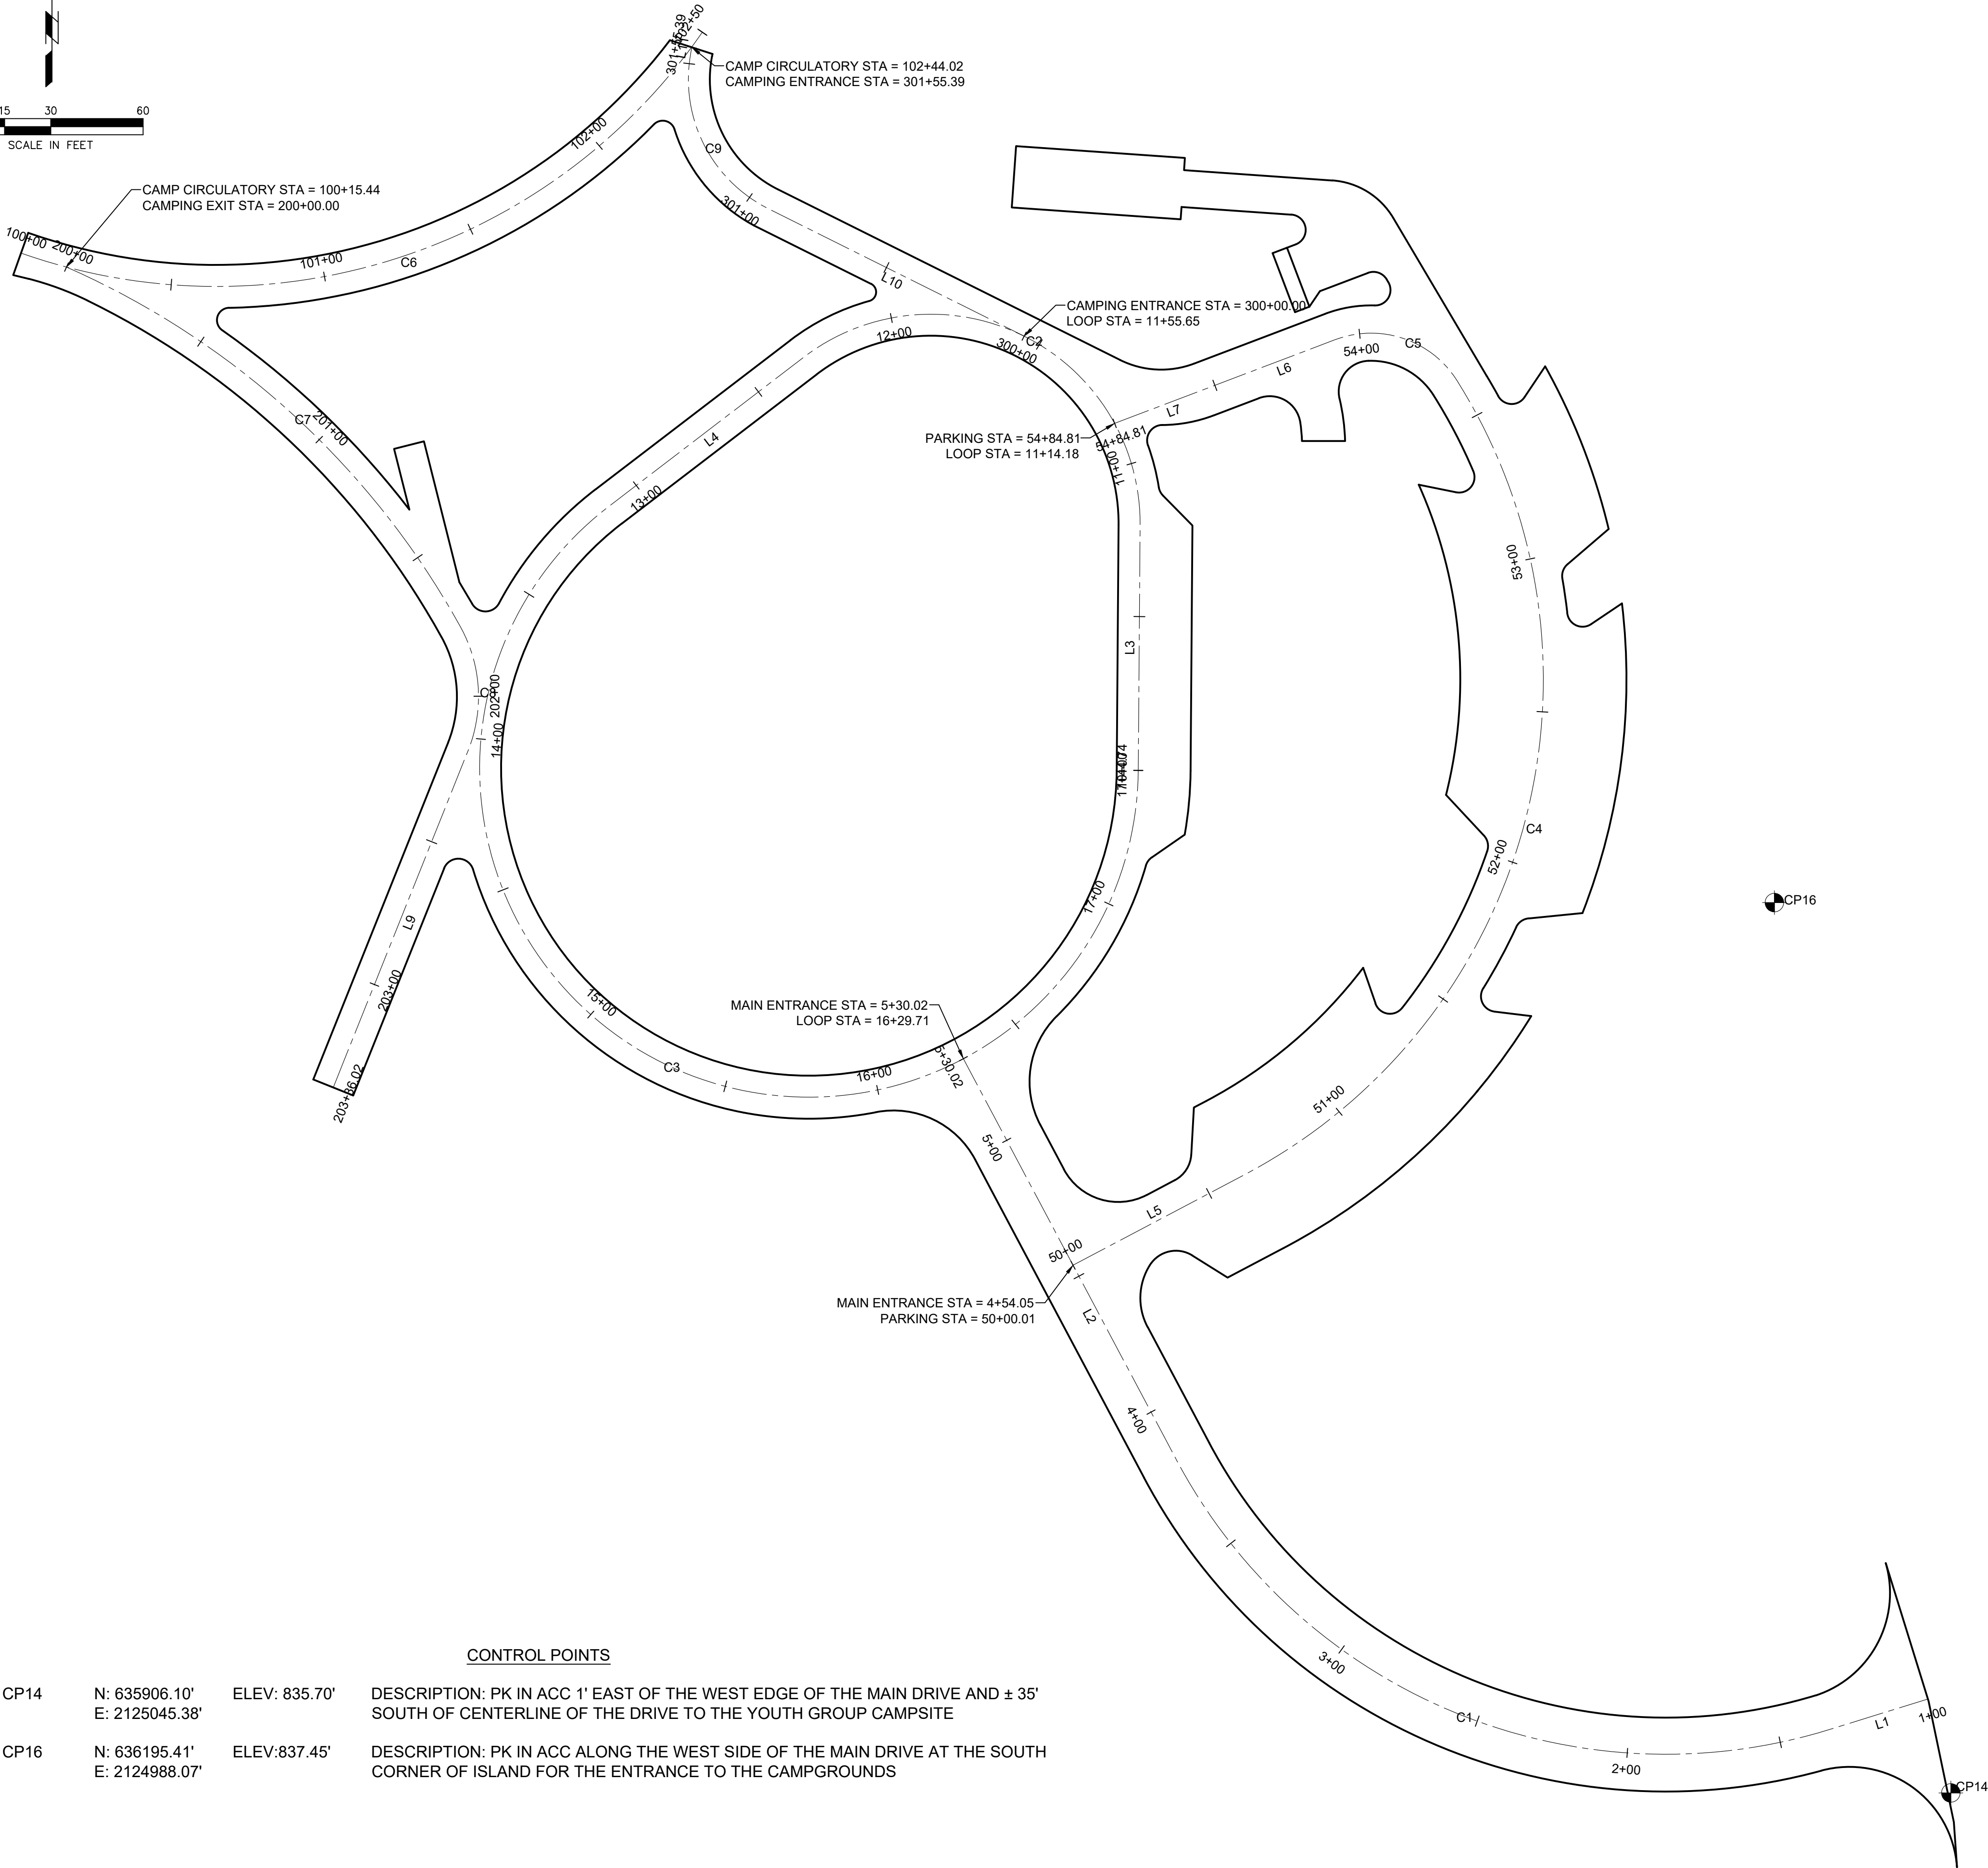 102+50
301+55.39
CAMP CIRCULATORY STA = 102+44.02
CAMPING ENTRANCE STA = 301+55.39
15 30 60
SCALE IN FEET
102+00
C9
CAMP CIRCULATORY STA = 100+15.44
CAMPING EXIT STA = 200+00.00
301+00
100+00
200+00
101+00
C6
L10
CAMPING ENTRANCE STA = 300+00.00
LOOP STA = 11+55.65
12+00
300+00
C2
54+00
C5
L6
L7
C7
201+00
L4
PARKING STA = 54+84.81
LOOP STA = 11+14.18
54+84.81
11+00
13+00
53+00
L3
202+00
14+00
C4
52+00
CP16
L9
17+00
203+00
15+00
MAIN ENTRANCE STA = 5+30.02
LOOP STA = 16+29.71
5+30.02
C3
16+00
203+86.02
51+00
5+00
L5
50+00
MAIN ENTRANCE STA = 4+54.05
PARKING STA = 50+00.01
L2
4+00
CONTROL POINTS
3+00
C1
L1
1+00
2+00
CP14
CP14 N: 635906.10' ELEV: 835.70' DESCRIPTION: PK IN ACC 1' EAST OF THE WEST EDGE OF THE MAIN DRIVE AND ± 35'
E: 2125045.38' SOUTH OF CENTERLINE OF THE DRIVE TO THE YOUTH GROUP CAMPSITE
CP16 N: 636195.41' ELEV:837.45' DESCRIPTION: PK IN ACC ALONG THE WEST SIDE OF THE MAIN DRIVE AT THE SOUTH
E: 2124988.07' CORNER OF ISLAND FOR THE ENTRANCE TO THE CAMPGROUNDS